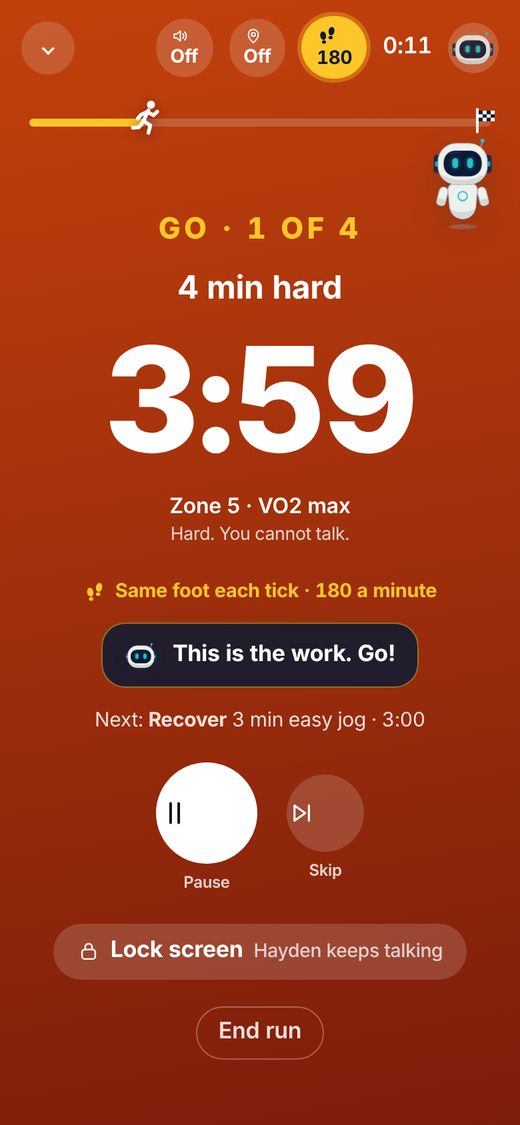 Off
Off
180
0:11
GO · 1 OF 4
4 min hard
3:59
Zone 5 · VO2 max
Hard. You cannot talk.
Same foot each tick · 180 a minute
This is the work. Go!
Next: Recover 3 min easy jog · 3:00
Pause
Skip
Lock screen Hayden keeps talking
End run